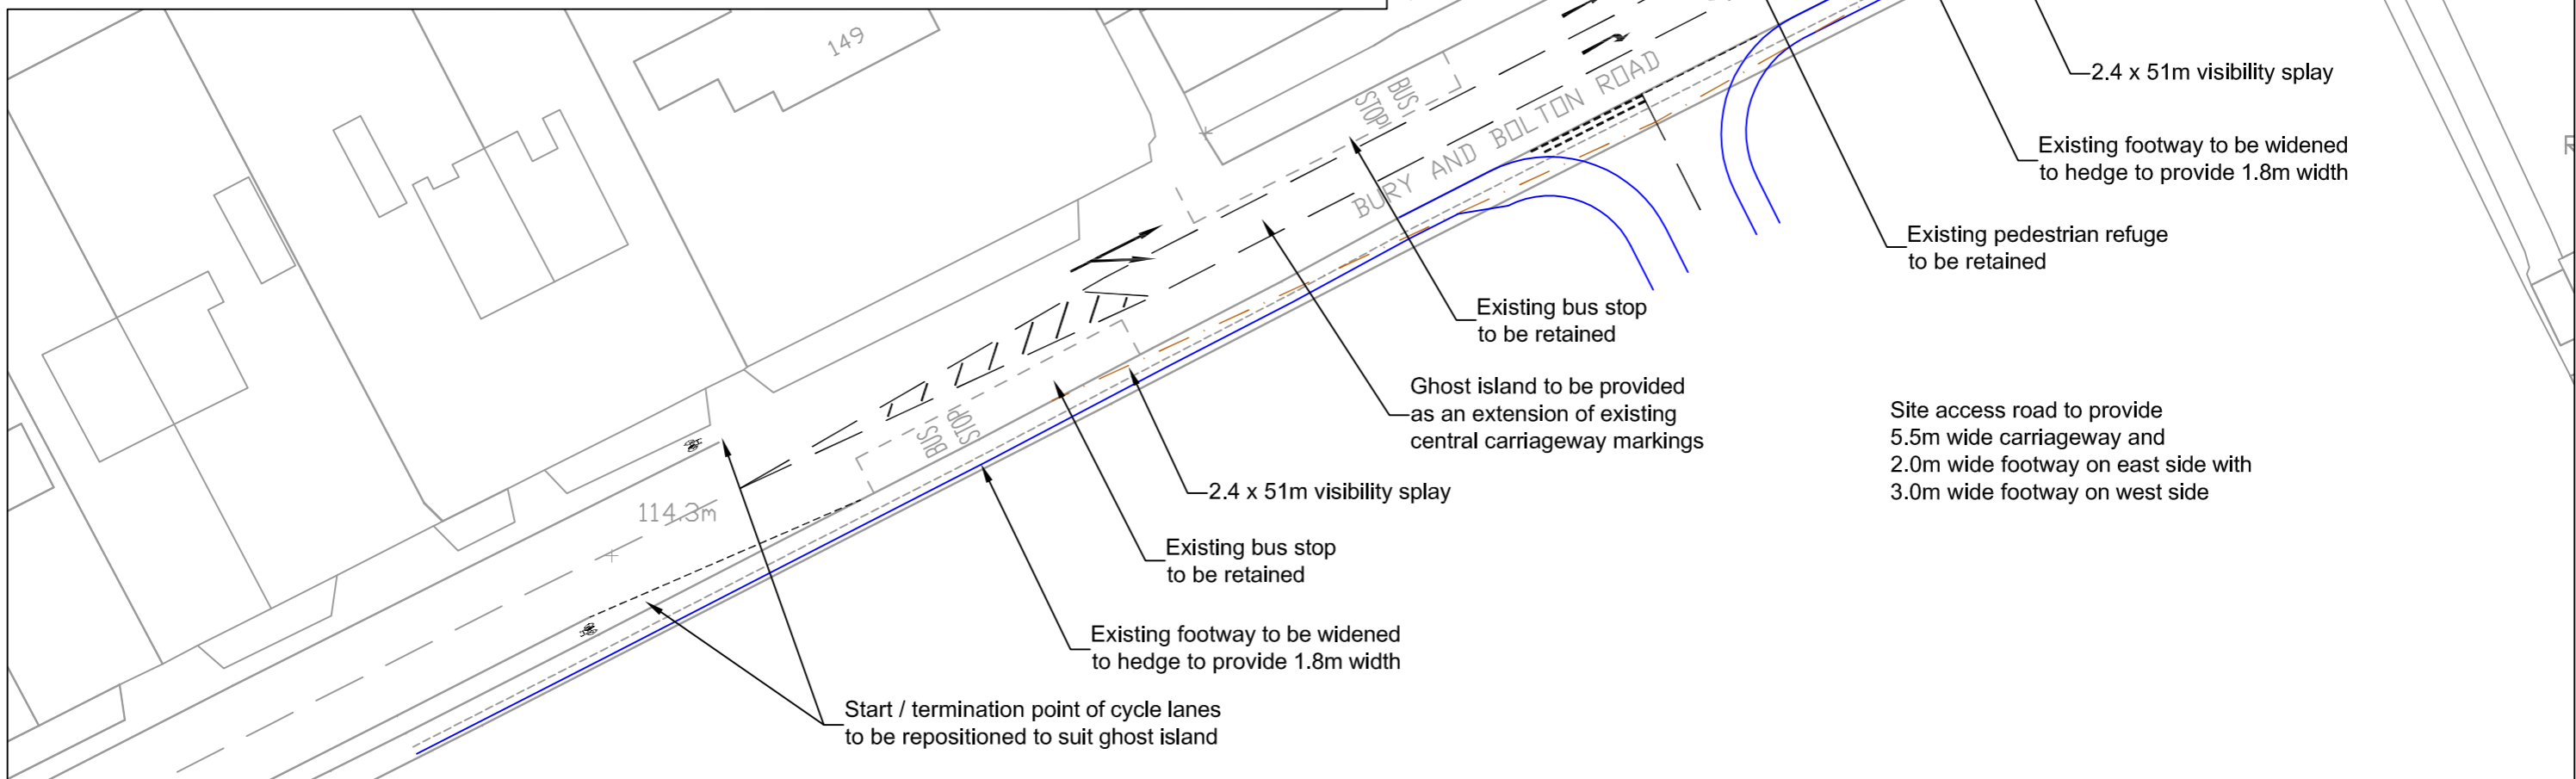 149
BUS
STOP
BURY AND BOLTON ROAD
2.4 x 51m visibility splay
Existing footway to be widened
to hedge to provide 1.8m width
Existing pedestrian refuge
to be retained
Existing bus stop
to be retained
Ghost island to be provided
as an extension of existing
central carriageway markings
Site access road to provide
5.5m wide carriageway and
2.0m wide footway on east side with
3.0m wide footway on west side
BUS
STOP
2.4 x 51m visibility splay
114.3m
Existing bus stop
to be retained
Existing footway to be widened
to hedge to provide 1.8m width
Start / termination point of cycle lanes
to be repositioned to suit ghost island